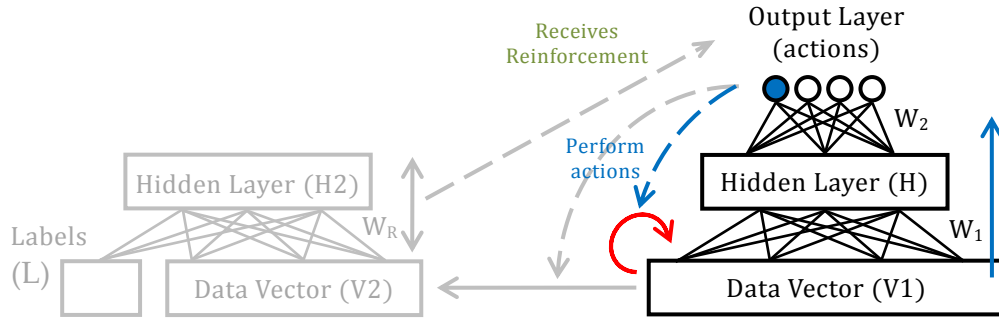 Output Layer
(actions)
Receives
Reinforcement
W2
Perform
actions
Hidden Layer (H2)
Hidden Layer (H)
WR
W1
Labels
(L)
Data Vector (V2)
Data Vector (V1)